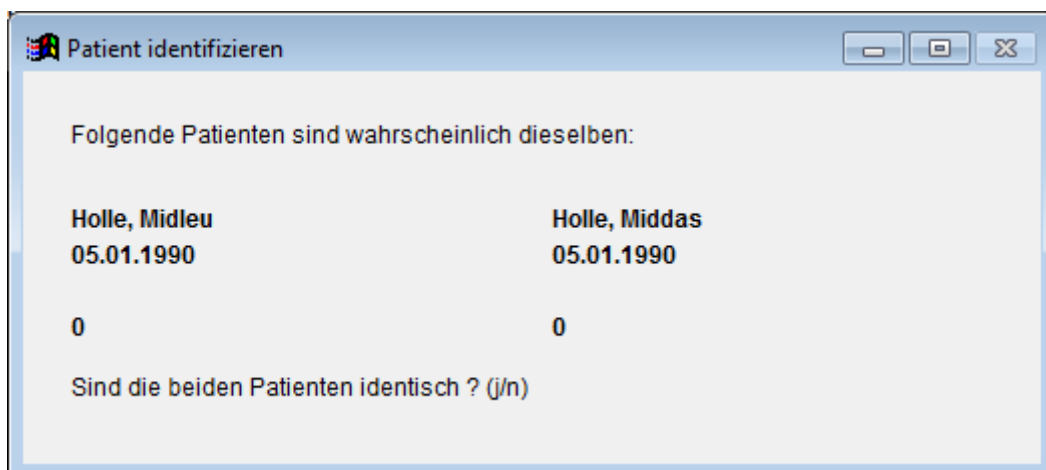 Patient identifizieren
Folgende Patienten sind wahrscheinlich dieselben:
Holle, Midleu Holle, Middas
05.01.1990 05.01.1990
0 0
Sind die beiden Patienten identisch ? (j/n)